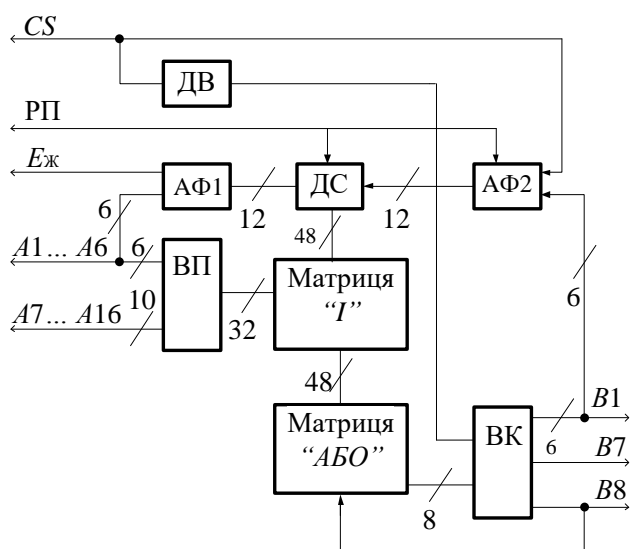 CS
ДВ
РП
Еж
АФ1
12
ДС
12
АФ2
6
48
A1... A6
6
ВП
Матриця
“І”
6
A7... A16
10
32
48
Матриця
“АБО”
ВК
B1
6
B7
8
B8